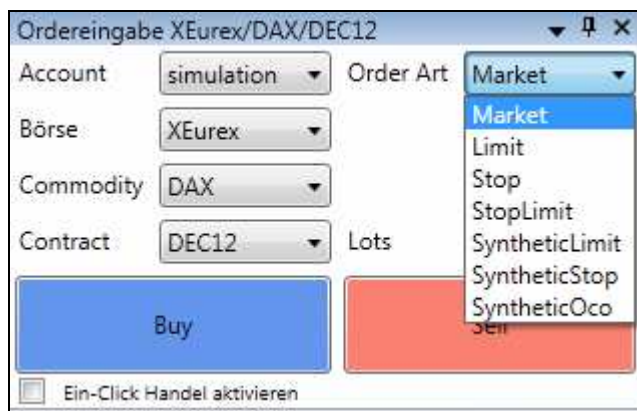 Ordereingabe XEurex/DAX/DEC12
Account simulation Order Art Market
Market
Börse XEurex
Limit
Stop
Commodity DAX
StopLimit
Contract DEC12 Lots
SyntheticLimit
SyntheticStop
SyntheticOco
Buy Sell
Ein-Click Handel aktivieren